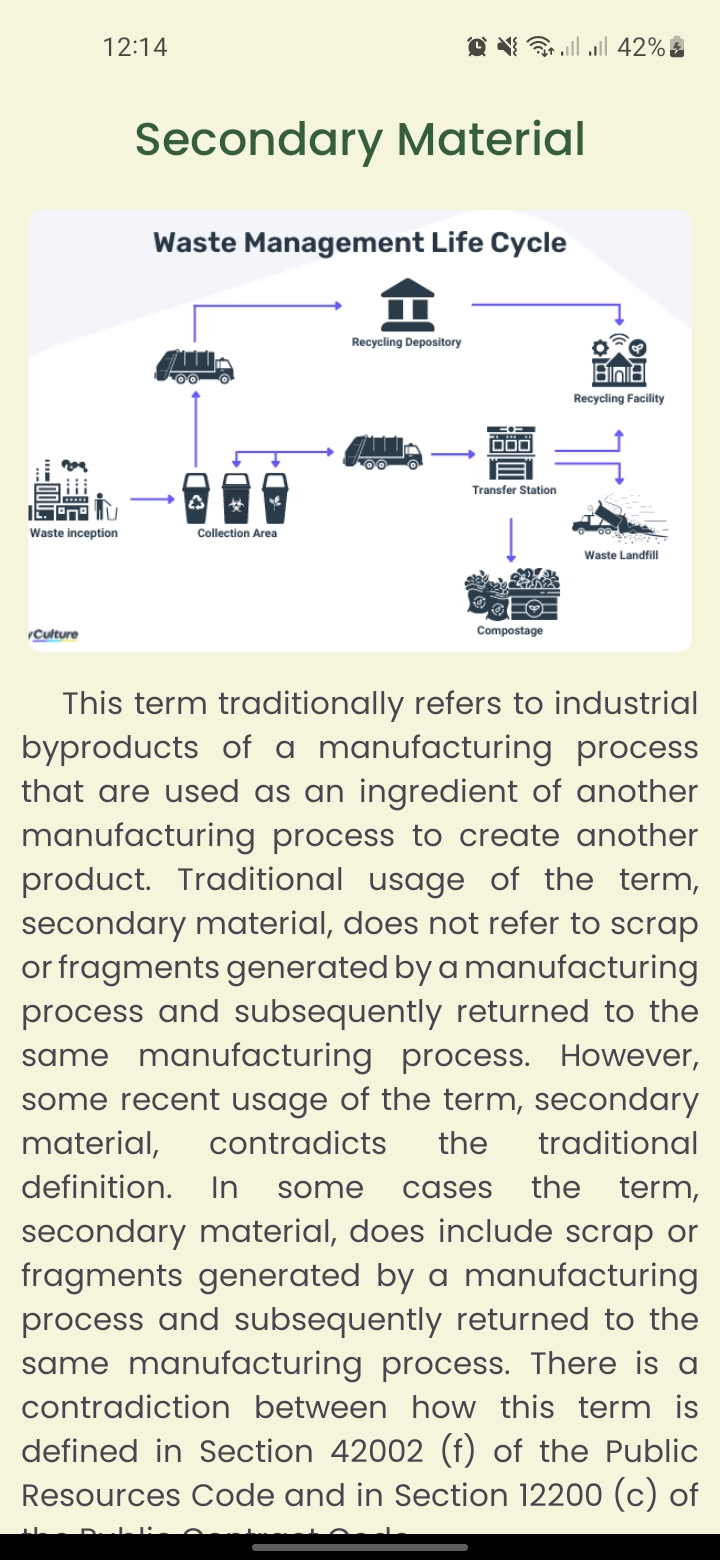 12:14
42%
Secondary Material
Waste Management Life Cycle
Recycling Depository
Recycling Facility
Transfer Station
Waste inception
Collection Area
Waste Landfill
Compostage
yCulture
This term traditionally refers to industrial
byproducts of a manufacturing process
that are used as an ingredient of another
manufacturing process to create another
product. Traditional usage of the term,
secondary material, does not refer to scrap
or fragments generated by a manufacturing
process and subsequently returned to the
same manufacturing process. However,
some recent usage of the term, secondary
material, contradicts the traditional
definition. In some cases the term,
secondary material, does include scrap or
fragments generated by a manufacturing
process and subsequently returned to the
same manufacturing process. There is a
contradiction between how this term is
defined in Section 42002 (f) of the Public
Resources Code and in Section 12200 (c) of
the Public Contract Code.